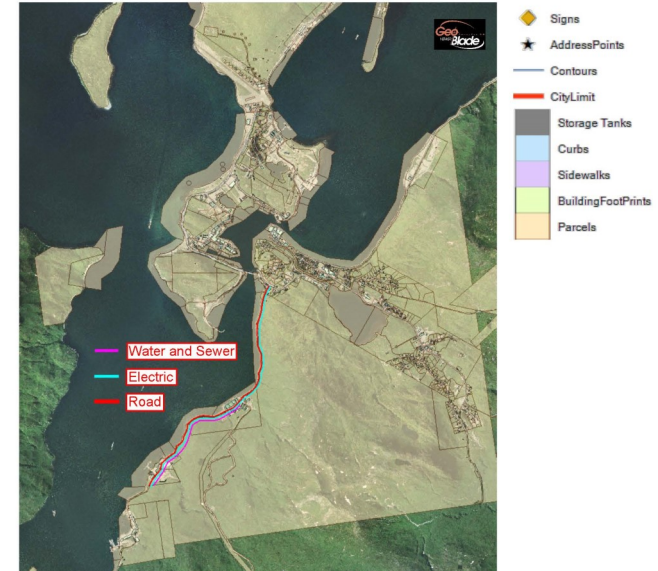 Geo
Blade
Signs
AddressPoints
Contours
CityLimit
Storage Tanks
Curbs
Sidewalks
BuildingFootPrints
Parcels
Water and Sewer
Electric
Road